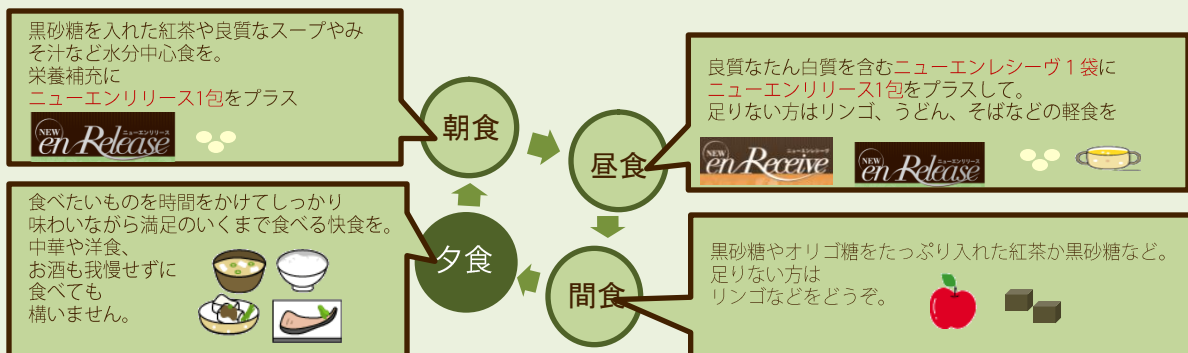 黒砂糖を入れた紅茶や良質なスープやみ
そ汁など水分中心食を。
栄養補充に
ニューエンリリース1包をプラス
NEW
ニューエンリリース
en Release
朝食
良質なたん白質を含むニューエンレシーヴ１袋に
ニューエンリリース1包をプラスして。
足りない方はリンゴ、うどん、そばなどの軽食を
NEW
ニューエンレシーヴ
en Receive
NEW
ニューエンリリース
en Release
昼食
食べたいものを時間をかけてしっかり
味わいながら満足のいくまで食べる快食を。
中華や洋食、
お酒も我慢せずに
食べても
構いません。
夕食
黒砂糖やオリゴ糖をたっぷり入れた紅茶か黒砂糖など。
足りない方は
リンゴなどをどうぞ。
間食